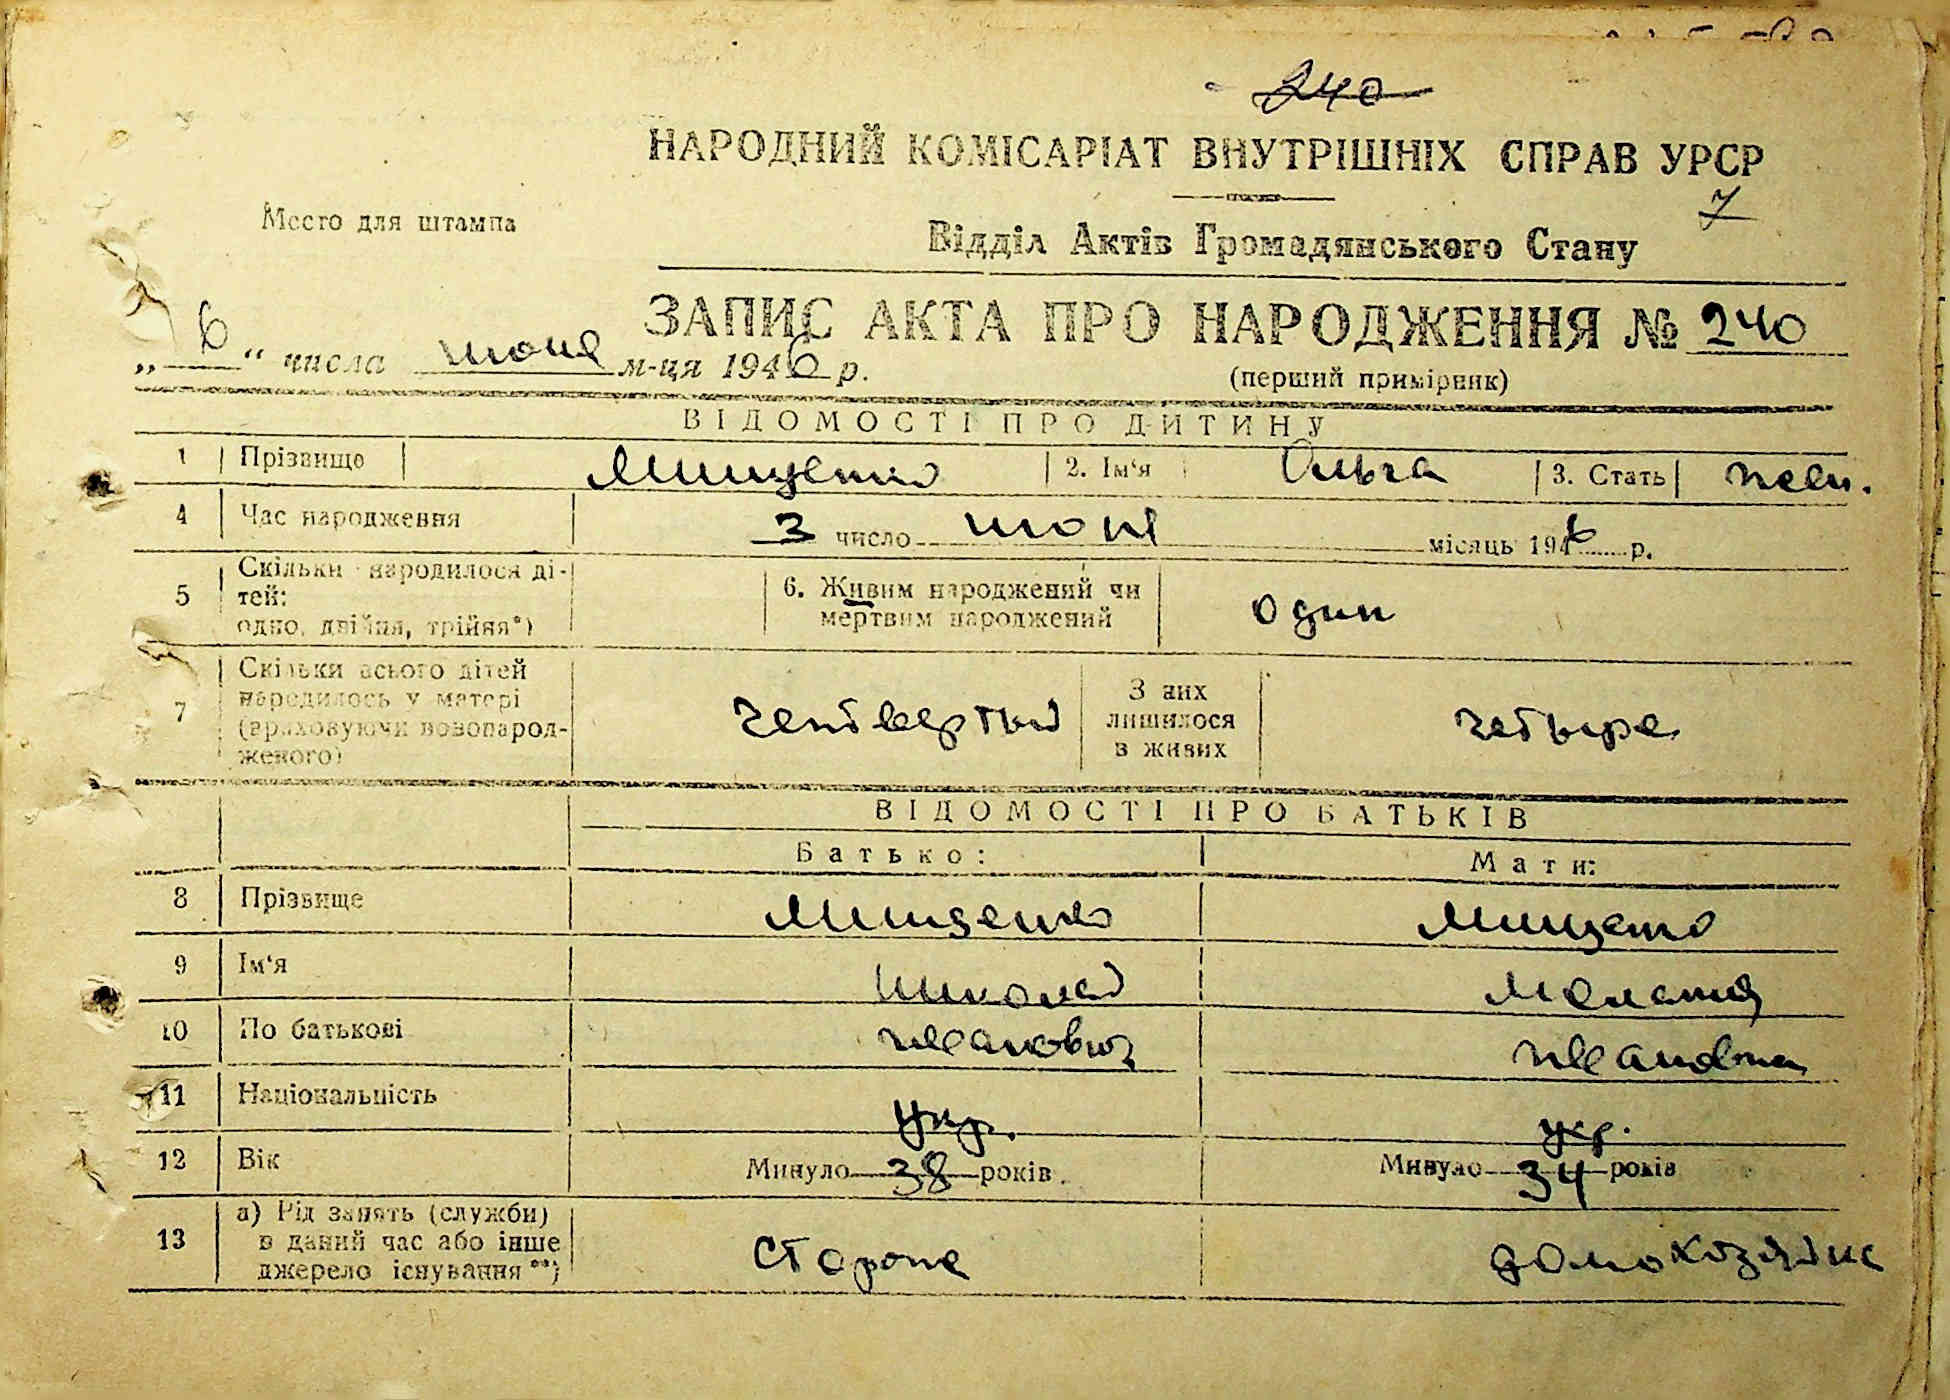 240
НАРОДНИЙ КОМІСАРІАТ ВНУТРІШНІХ СПРАВ УРСР
7
Место для штампа
Відділ Актів Громадянського Стану
ЗАПИС АКТА ПРО НАРОДЖЕННЯ № 240
„ 6 “ числа июня м-ця 1946 р.
(перший примірник)
ВІДОМОСТІ ПРО ДИТИНУ
1 Прізвище Мищенко 2. Ім'я Ольга 3. Стать жен.
4 Час народження 3 число июня місяць 1946 р.
5 Скільки народилося ді-
тей:
одно, двійня, трійня*)
6. Живим народжений чи
мертвим народжений
один
7 Скільки всього дітей
народилось у матері
(враховуючи новонарод-
женого)
четвертый
З них
лишилося
в живих
четыре
ВІДОМОСТІ ПРО БАТЬКІВ
Батько: Мати:
8 Прізвище Мищенко Мищенко
9 Ім'я Николай Мелания
10 По батькові Иванович Ивановна
11 Національність укр. укр.
12 Вік Минуло 38 років Минуло 34 років
13 а) Рід занять (служби)
в даний час або інше
джерело існування**)
домохозяйка